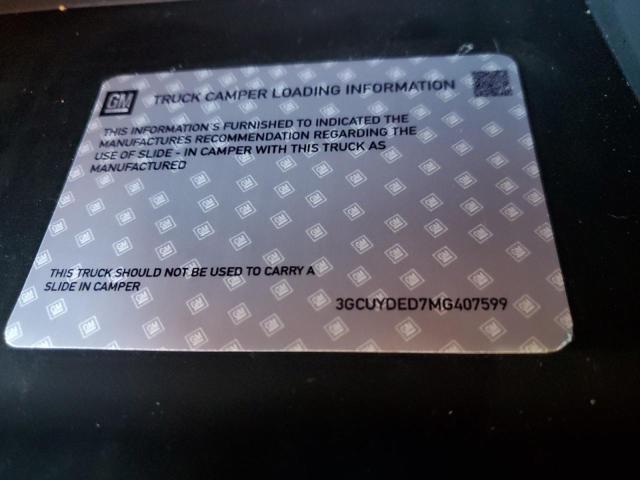 GM TRUCK CAMPER LOADING INFORMATION
THIS INFORMATION'S FURNISHED TO INDICATED THE
MANUFACTURES RECOMMENDATION REGARDING THE
USE OF SLIDE - IN CAMPER WITH THIS TRUCK AS
MANUFACTURED
THIS TRUCK SHOULD NOT BE USED TO CARRY A
SLIDE IN CAMPER
3GCUYDED7MG407599